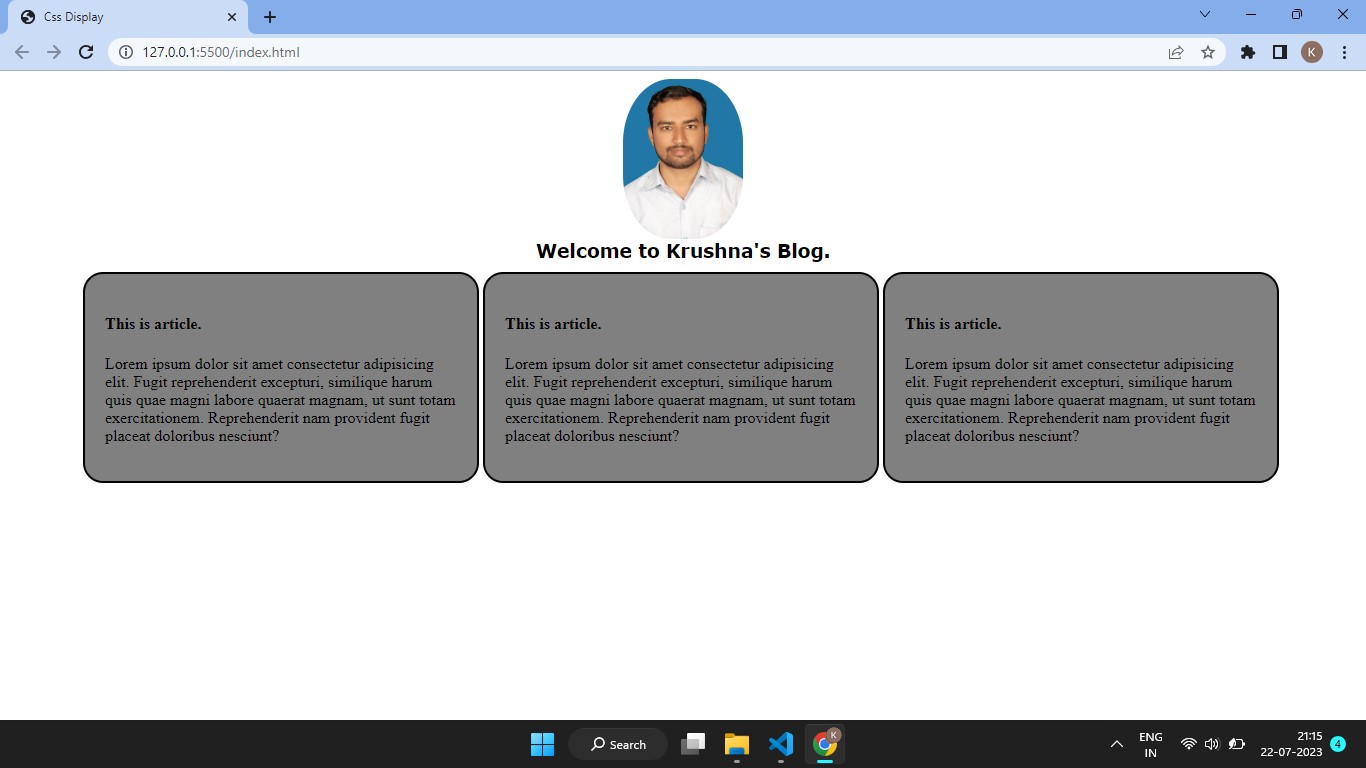 Css Display
127.0.0.1:5500/index.html
K
Welcome to Krushna's Blog.
This is article.
Lorem ipsum dolor sit amet consectetur adipisicing
elit. Fugit reprehenderit excepturi, similique harum
quis quae magni labore quaerat magnam, ut sunt totam
exercitationem. Reprehenderit nam provident fugit
placeat doloribus nesciunt?
This is article.
Lorem ipsum dolor sit amet consectetur adipisicing
elit. Fugit reprehenderit excepturi, similique harum
quis quae magni labore quaerat magnam, ut sunt totam
exercitationem. Reprehenderit nam provident fugit
placeat doloribus nesciunt?
This is article.
Lorem ipsum dolor sit amet consectetur adipisicing
elit. Fugit reprehenderit excepturi, similique harum
quis quae magni labore quaerat magnam, ut sunt totam
exercitationem. Reprehenderit nam provident fugit
placeat doloribus nesciunt?
Search
K
ENG
IN
21:15
22-07-2023
4